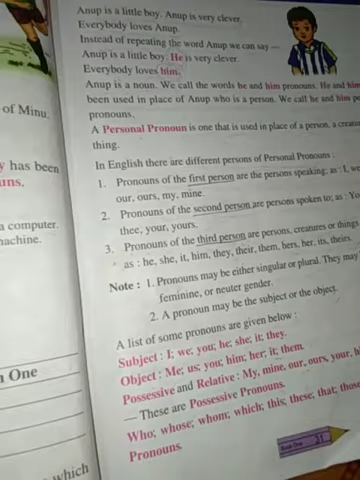 Anup is a little boy. Anup is very clever.
Everybody loves Anup.
Instead of repeating the word Anup we can say —
Anup is a little boy. He is very clever.
Everybody loves him.
Anup is a noun. We call the words he and him pronouns. He and him
been used in place of Anup who is a person. We call he and him
pronouns.
A Personal Pronoun is one that is used in place of a person, a
thing.
In English there are different persons of Personal Pronouns :
1. Pronouns of the first person are the persons speaking; as : I, we
our, ours, my, mine.
2. Pronouns of the second person are persons spoken to; as :
thee, your, yours.
3. Pronouns of the third person are persons, creatures or things
as : he, she, it, him, they, their, them, bers, her, its, theirs.
Note : 1. Pronouns may be either singular or plural. They may
feminine, or neuter gender.
2. A pronoun may be the subject or the object.
A list of some pronouns are given below :
Subject : I; we; you; he; she; it; they.
Object : Me; us; you; him; her; it; them.
Possessive and Relative : My, mine, our, ours, your,
— These are Possessive Pronouns.
Who; whose; whom; which; this; these; that;
Pronouns.
Book One 31
of Minu.
has been
a computer.
One
which